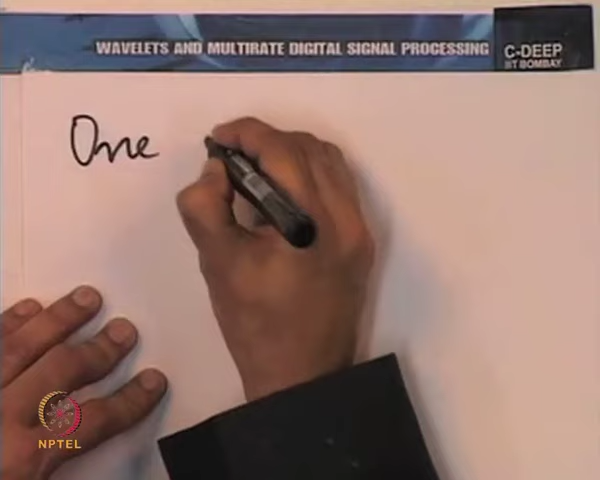 WAVELETS AND MULTIRATE DIGITAL SIGNAL PROCESSING
C-DEEP
IIT BOMBAY
One
NPTEL